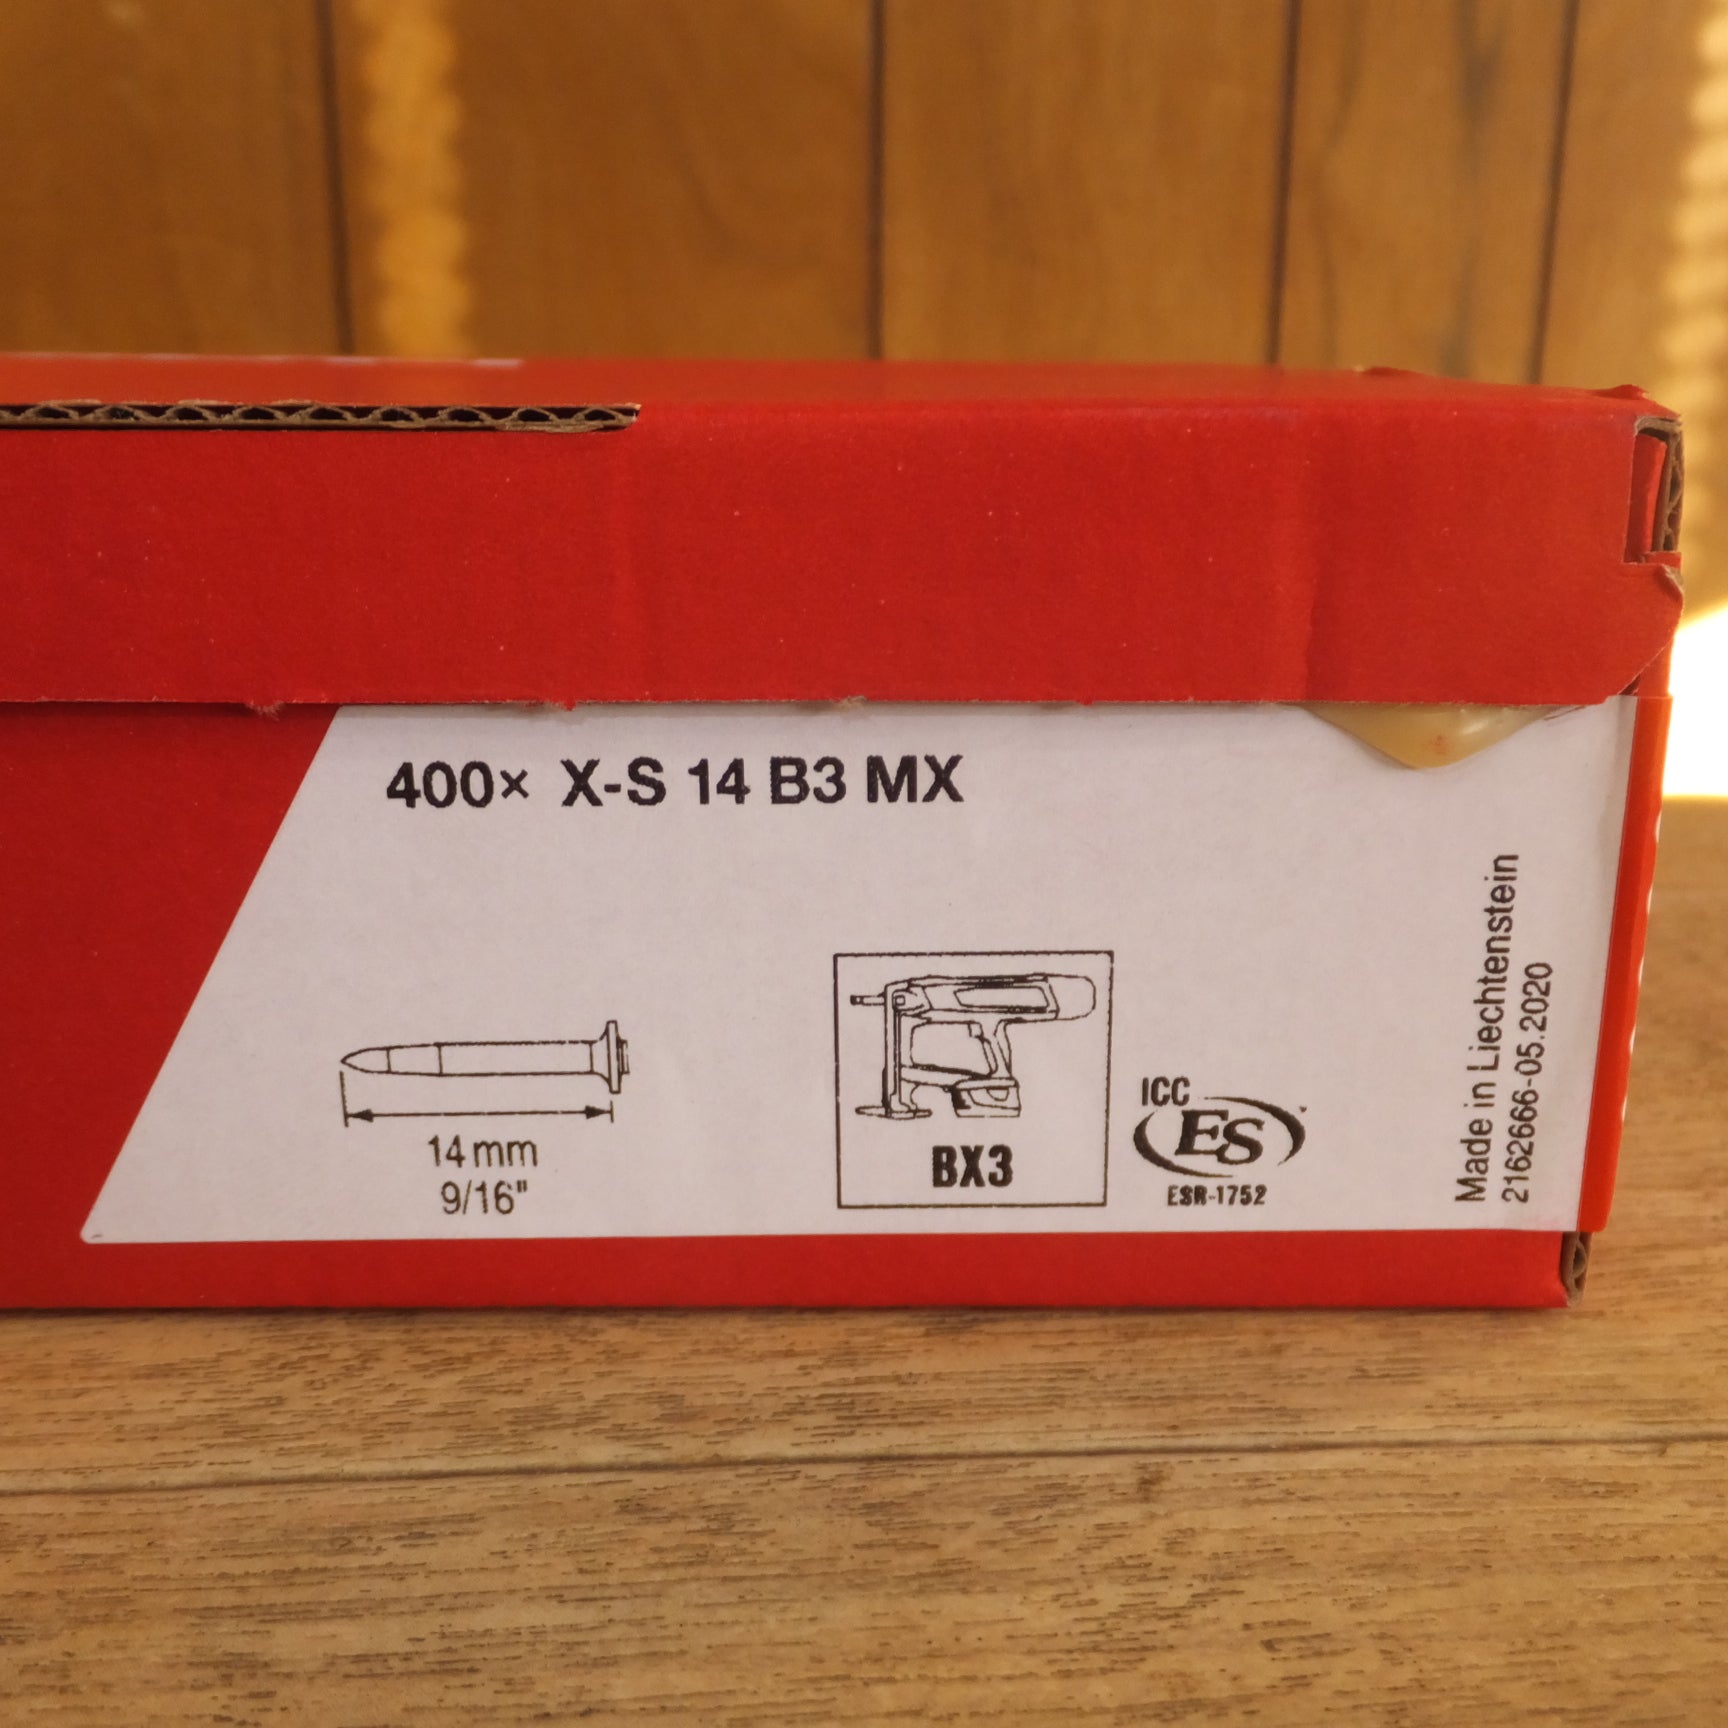 400× X-S 14 B3 MX
14 mm
9/16"
BX3
ICC
ES
ESR-1752
Made in Liechtenstein
2162666-05.2020